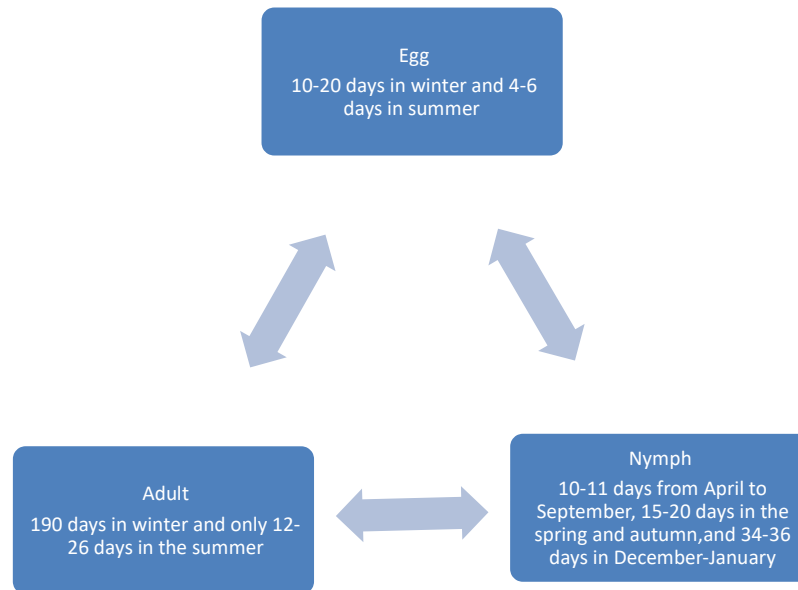 Egg
10-20 days in winter and 4-6
days in summer
Adult
190 days in winter and only 12-
26 days in the summer
Nymph
10-11 days from April to
September, 15-20 days in the
spring and autumn,and 34-36
days in December-January